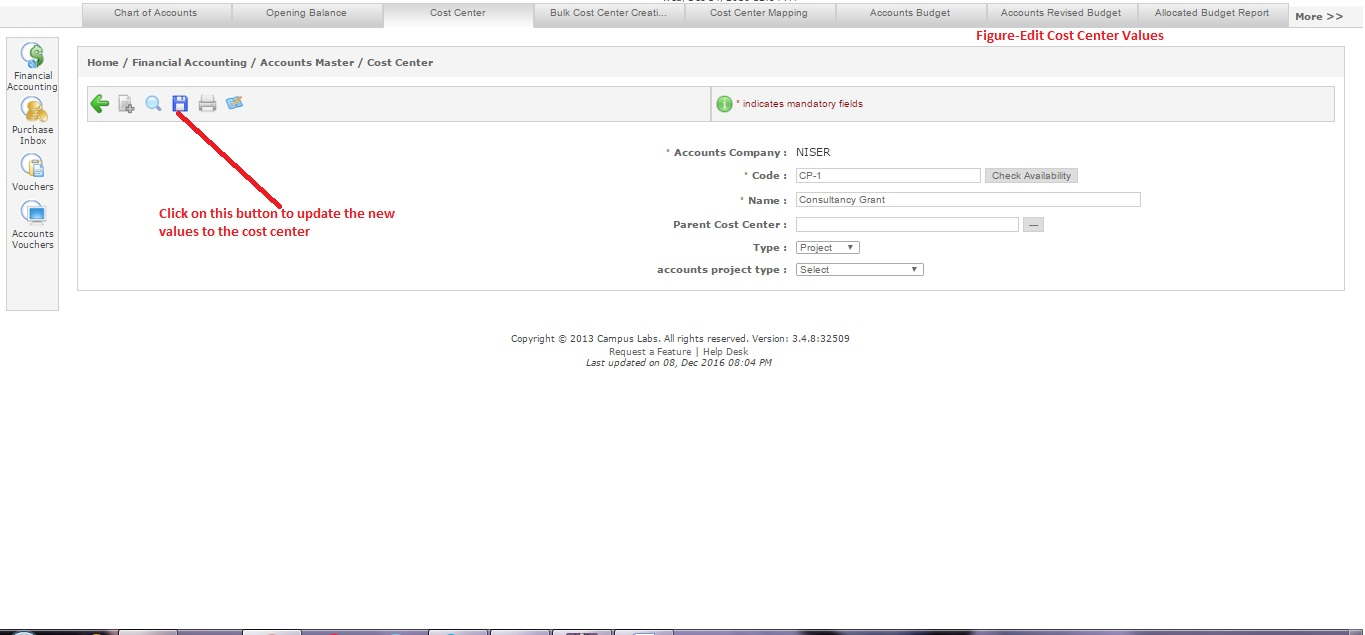 Chart of Accounts Opening Balance Cost Center Bulk Cost Center Creati... Cost Center Mapping Accounts Budget Accounts Revised Budget Allocated Budget Report More >>
Figure-Edit Cost Center Values
Financial
Accounting
Purchase
Inbox
Vouchers
Accounts
Vouchers
Home / Financial Accounting / Accounts Master / Cost Center
* indicates mandatory fields
* Accounts Company : NISER
* Code : CP-1 Check Availability
* Name : Consultancy Grant
Parent Cost Center : ---
Type : Project
accounts project type : Select
Click on this button to update the new
values to the cost center
Copyright © 2013 Campus Labs. All rights reserved. Version: 3.4.8:32509
Request a Feature | Help Desk
Last updated on 08, Dec 2016 08:04 PM